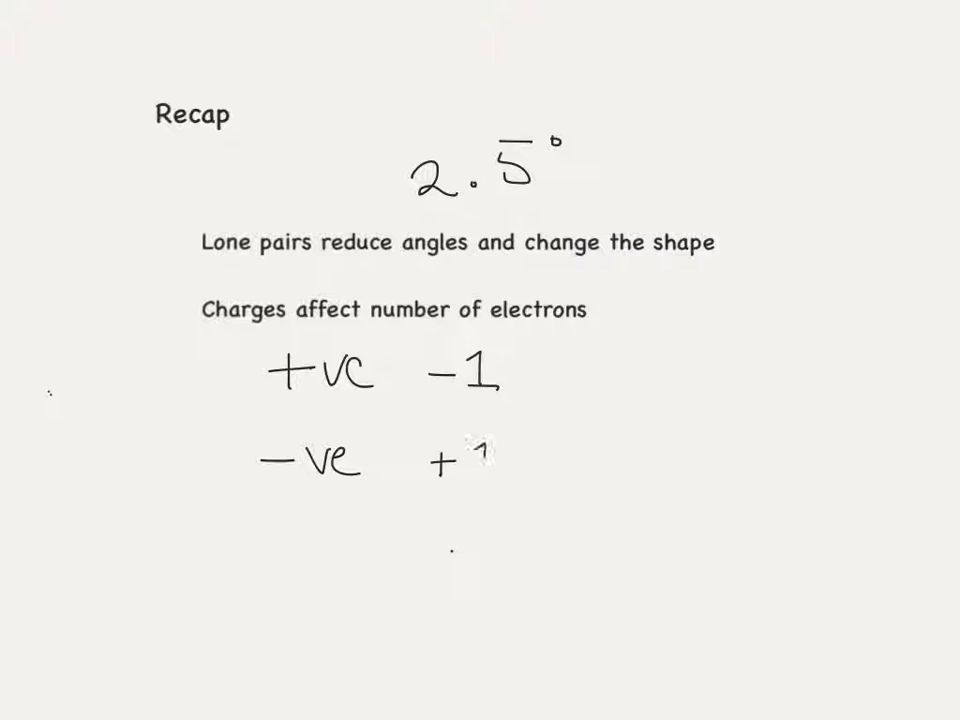 Recap
2.5°
Lone pairs reduce angles and change the shape
Charges affect number of electrons
+ve -1
-ve +1